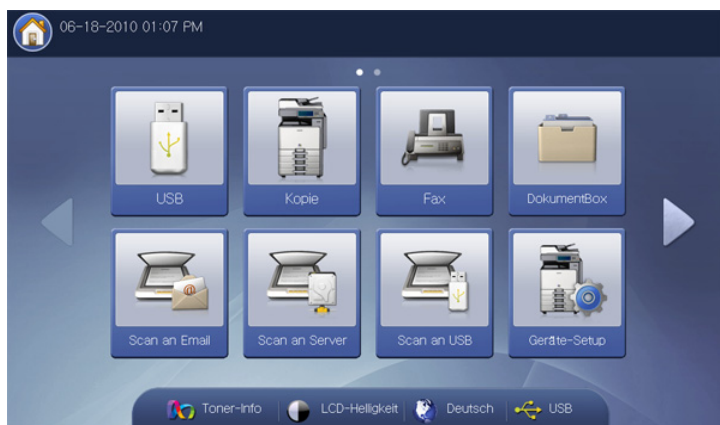 06-18-2010 01:07 PM
USB
Kopie
Fax
DokumentBox
Scan an Email
Scan an Server
Scan an USB
Geräte-Setup
Toner-Info
LCD-Helligkeit
Deutsch
USB